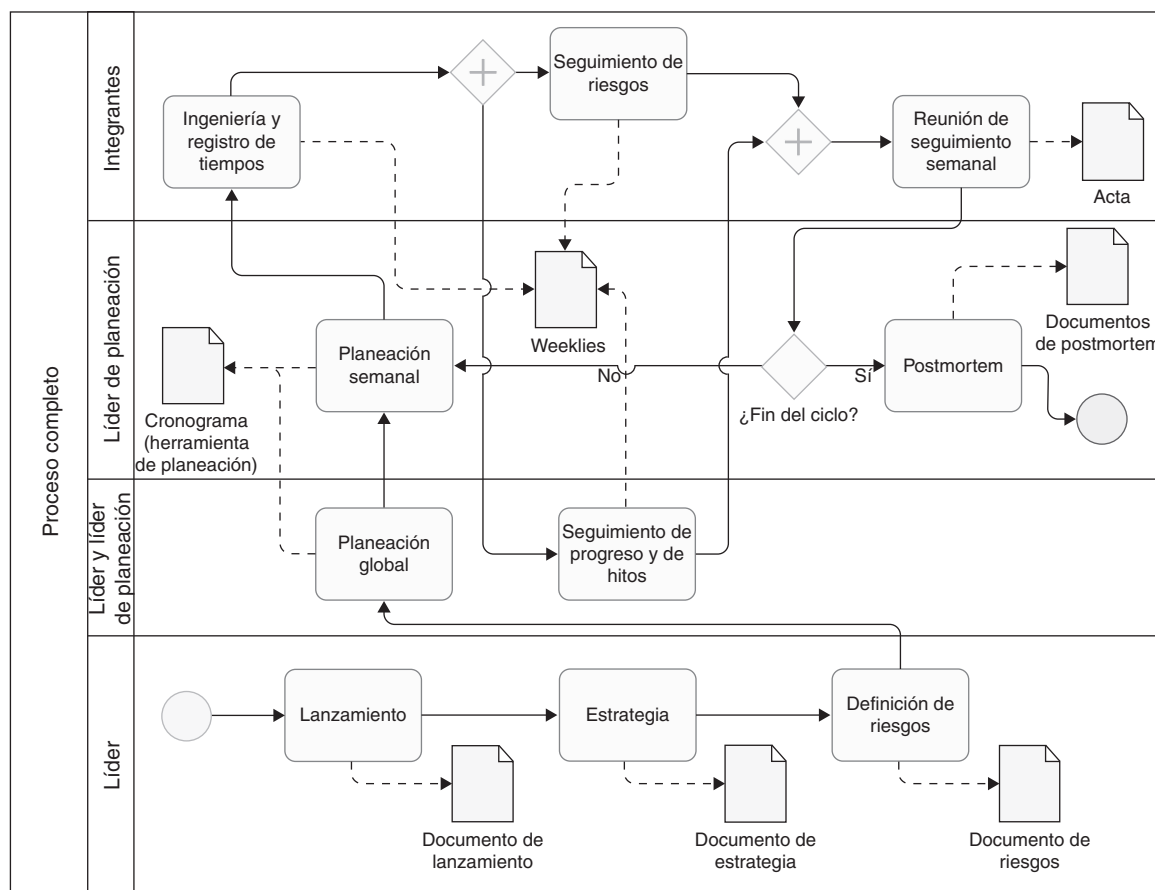 Proceso completo
Integrantes
Ingeniería y
registro de
tiempos
Seguimiento de
riesgos
Reunión de
seguimiento
semanal
Acta
Líder de planeación
Cronograma
(herramienta
de planeación)
Planeación
semanal
Weeklies
No
¿Fin del ciclo?
Sí
Postmortem
Documentos
de postmortem
Líder y líder
de planeación
Planeación
global
Seguimiento de
progreso y de
hitos
Líder
Lanzamiento
Documento de
lanzamiento
Estrategia
Documento de
estrategia
Definición de
riesgos
Documento de
riesgos